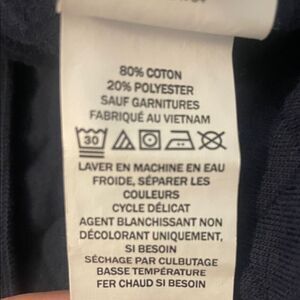 80% COTON
20% POLYESTER
SAUF GARNITURES
FABRIQUÉ AU VIETNAM
30
LAVER EN MACHINE EN EAU
FROIDE, SÉPARER LES
COULEURS
CYCLE DÉLICAT
AGENT BLANCHISSANT NON
DÉCOLORANT UNIQUEMENT,
SI BESOIN
SÉCHAGE PAR CULBUTAGE
BASSE TEMPÉRATURE
FER CHAUD SI BESOIN